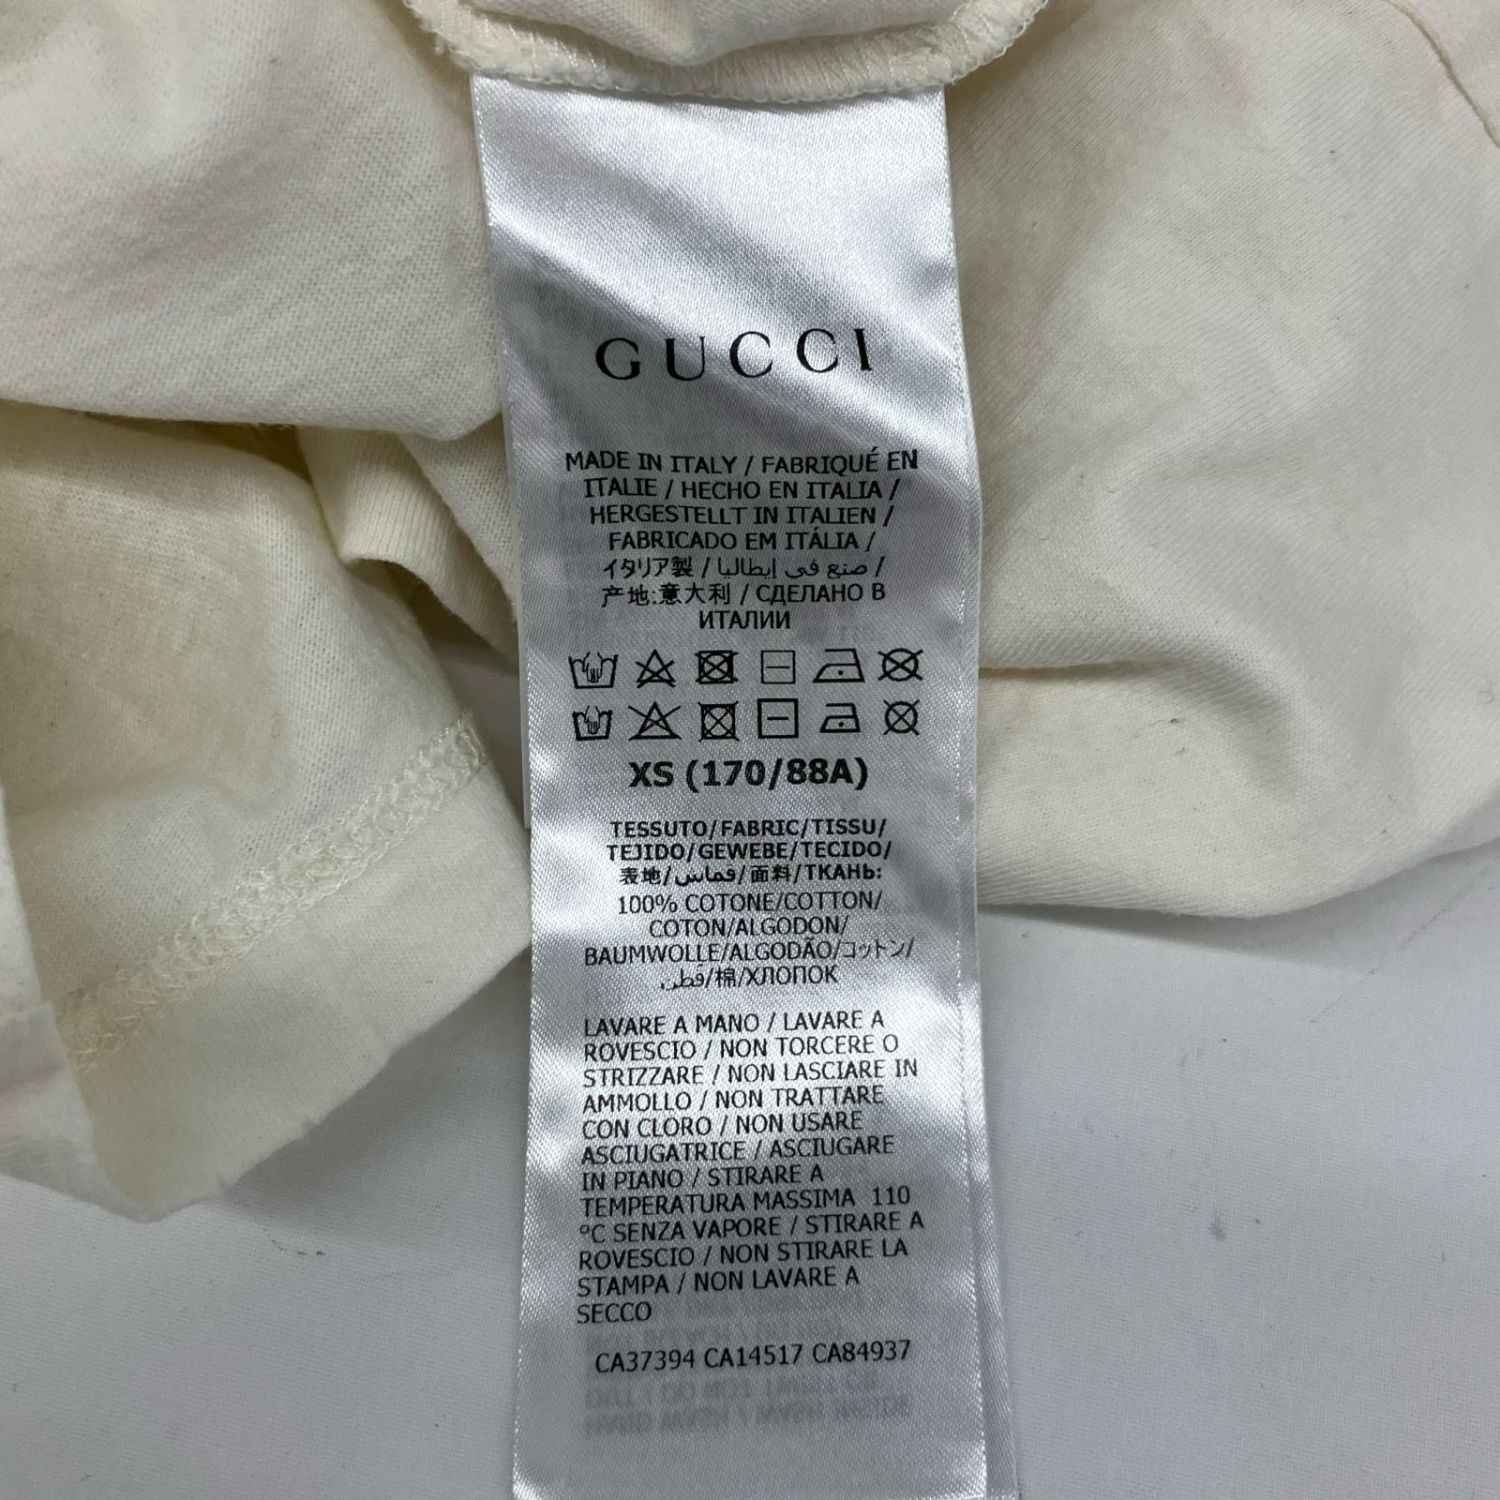 GUCCI
MADE IN ITALY / FABRIQUÉ EN
ITALIE / HECHO EN ITALIA /
HERGESTELLT IN ITALIEN /
FABRICADO EM ITÁLIA /
イタリア製 / صنع في إيطاليا /
产地:意大利 / СДЕЛАНО В
ИТАЛИИ
XS (170/88A)
TESSUTO/FABRIC/TISSU/
TEJIDO/GEWEBE/TECIDO/
表地/قماش/面料/ТКАНЬ:
100% COTONE/COTTON/
COTON/ALGODON/
BAUMWOLLE/ALGODÃO/コットン/
قطن/棉/ХЛОПОК
LAVARE A MANO / LAVARE A
ROVESCIO / NON TORCERE O
STRIZZARE / NON LASCIARE IN
AMMOLLO / NON TRATTARE
CON CLORO / NON USARE
ASCIUGATRICE / ASCIUGARE
IN PIANO / STIRARE A
TEMPERATURA MASSIMA 110
°C SENZA VAPORE / STIRARE A
ROVESCIO / NON STIRARE LA
STAMPA / NON LAVARE A
SECCO
CA37394 CA14517 CA84937